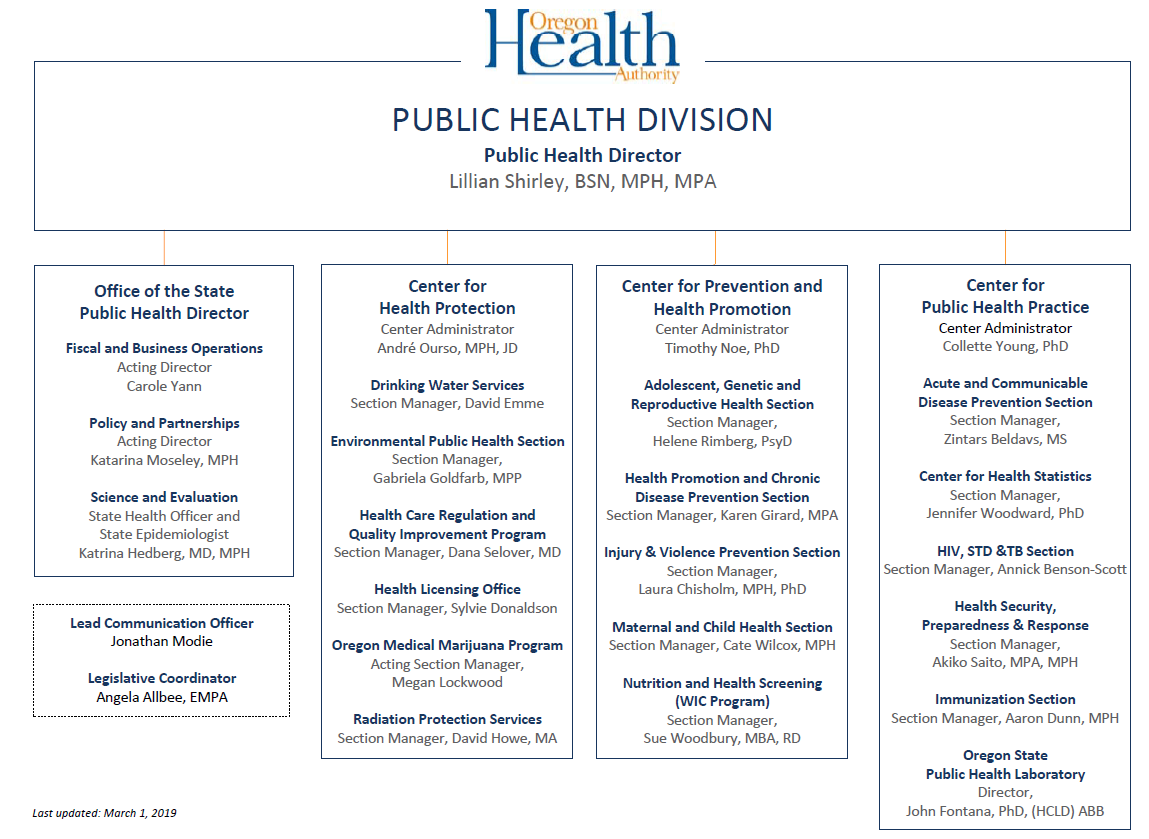 Oregon
Health
Authority
PUBLIC HEALTH DIVISION
Public Health Director
Lillian Shirley, BSN, MPH, MPA
Office of the State
Public Health Director
Fiscal and Business Operations
Acting Director
Carole Yann
Policy and Partnerships
Acting Director
Katarina Moseley, MPH
Science and Evaluation
State Health Officer and
State Epidemiologist
Katrina Hedberg, MD, MPH
Lead Communication Officer
Jonathan Modie
Legislative Coordinator
Angela Allbee, EMPA
Center for
Health Protection
Center Administrator
André Ourso, MPH, JD
Drinking Water Services
Section Manager, David Emme
Environmental Public Health Section
Section Manager,
Gabriela Goldfarb, MPP
Health Care Regulation and
Quality Improvement Program
Section Manager, Dana Selover, MD
Health Licensing Office
Section Manager, Sylvie Donaldson
Oregon Medical Marijuana Program
Acting Section Manager,
Megan Lockwood
Radiation Protection Services
Section Manager, David Howe, MA
Center for Prevention and
Health Promotion
Center Administrator
Timothy Noe, PhD
Adolescent, Genetic and
Reproductive Health Section
Section Manager,
Helene Rimberg, PsyD
Health Promotion and Chronic
Disease Prevention Section
Section Manager, Karen Girard, MPA
Injury & Violence Prevention Section
Section Manager,
Laura Chisholm, MPH, PhD
Maternal and Child Health Section
Section Manager, Cate Wilcox, MPH
Nutrition and Health Screening
(WIC Program)
Section Manager,
Sue Woodbury, MBA, RD
Center for
Public Health Practice
Center Administrator
Collette Young, PhD
Acute and Communicable
Disease Prevention Section
Section Manager,
Zintars Beldavs, MS
Center for Health Statistics
Section Manager,
Jennifer Woodward, PhD
HIV, STD &TB Section
Section Manager, Annick Benson-Scott
Health Security,
Preparedness & Response
Section Manager,
Akiko Saito, MPA, MPH
Immunization Section
Section Manager, Aaron Dunn, MPH
Oregon State
Public Health Laboratory
Director,
John Fontana, PhD, (HCLD) ABB
Last updated: March 1, 2019